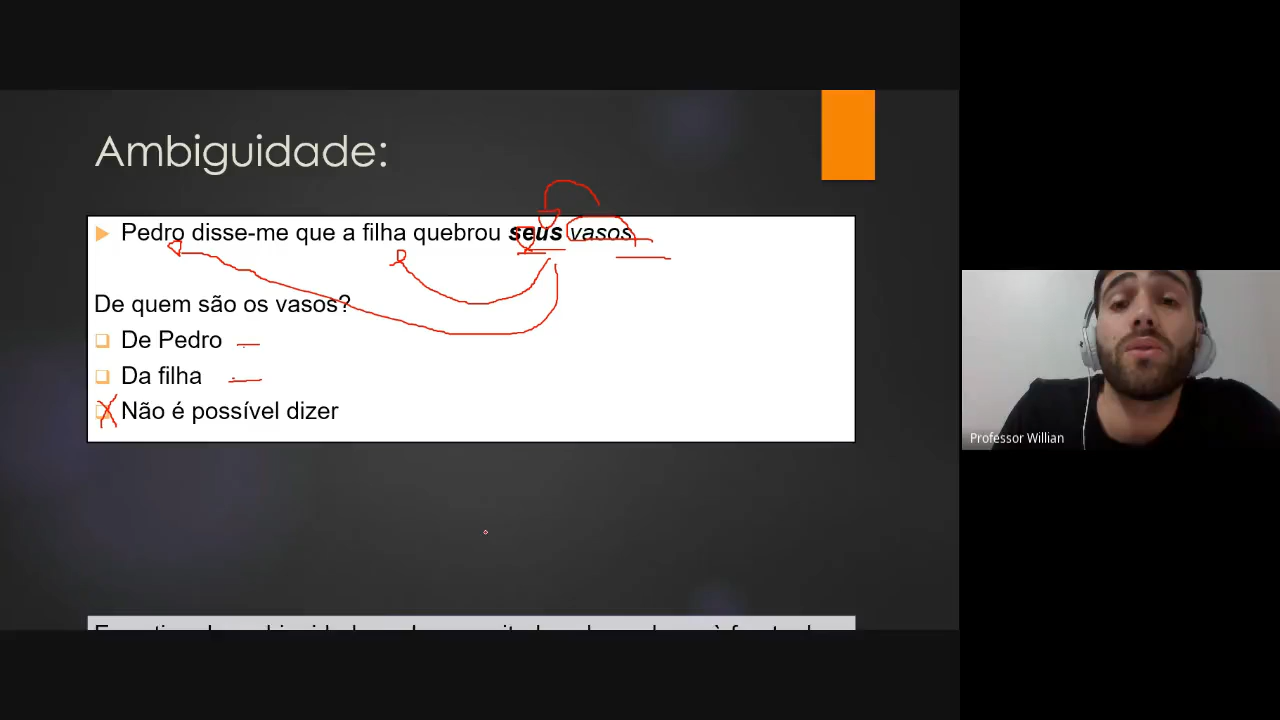 Ambiguidade:
Pedro disse-me que a filha quebrou seus vasos
De quem são os vasos?
De Pedro
Da filha
Não é possível dizer
Professor Willian